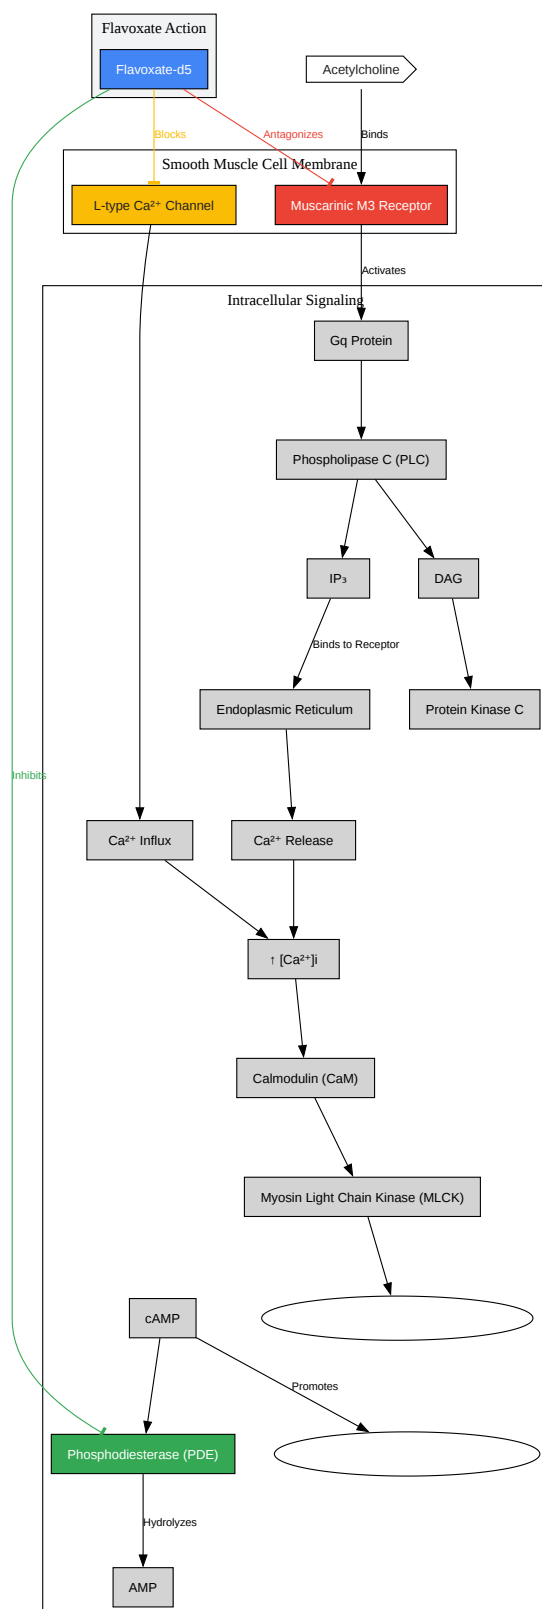 Flavoxate Action
Flavoxate-d5
Acetylcholine
Blocks
Antagonizes
Binds
Smooth Muscle Cell Membrane
L-type Ca²⁺ Channel
Muscarinic M3 Receptor
Activates
Intracellular Signaling
Gq Protein
Phospholipase C (PLC)
IP₃
DAG
Binds to Receptor
Endoplasmic Reticulum
Protein Kinase C
Inhibits
Ca²⁺ Influx
Ca²⁺ Release
↑ [Ca²⁺]i
Calmodulin (CaM)
Myosin Light Chain Kinase (MLCK)
cAMP
Promotes
Phosphodiesterase (PDE)
Hydrolyzes
AMP